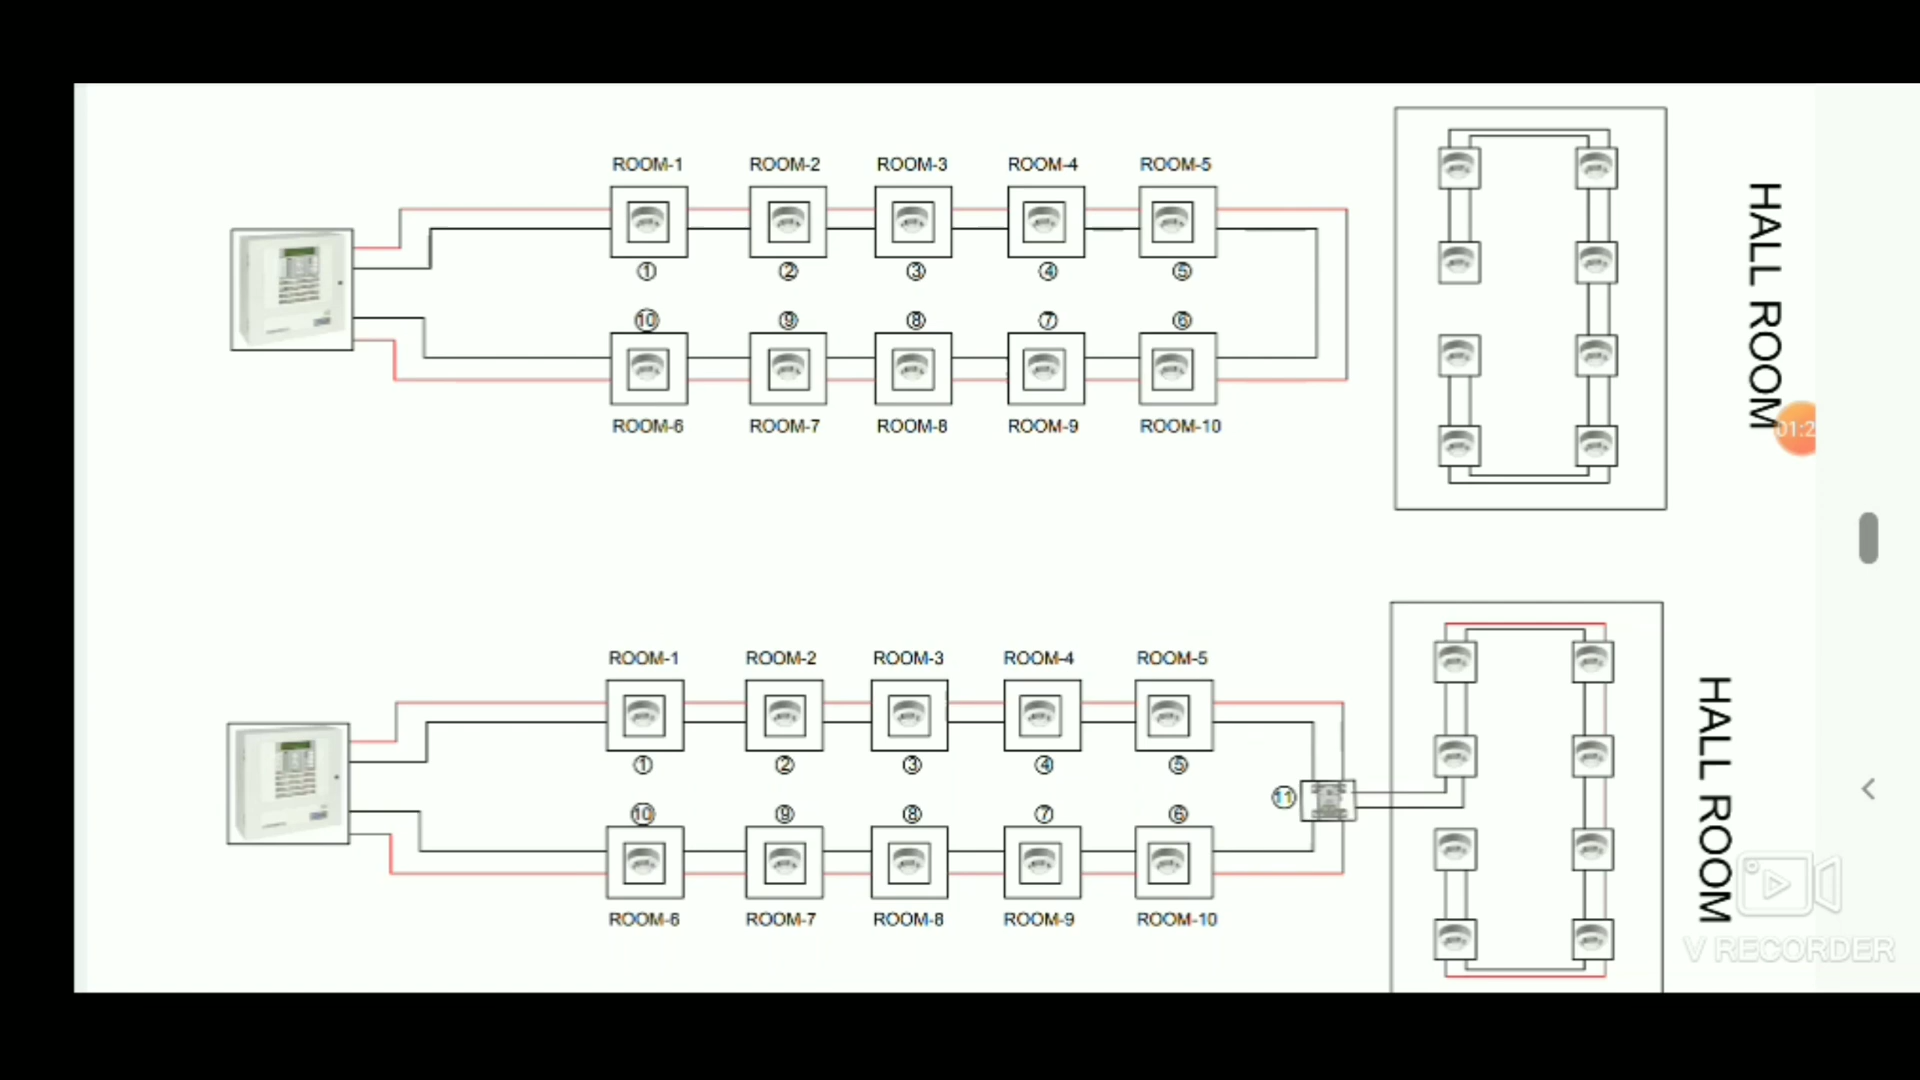 ROOM-1 ROOM-2 ROOM-3 ROOM-4 ROOM-5
① ② ③ ④ ⑤
⑩ ⑨ ⑧ ⑦ ⑥
ROOM-6 ROOM-7 ROOM-8 ROOM-9 ROOM-10
HALL ROOM
01:2
ROOM-1 ROOM-2 ROOM-3 ROOM-4 ROOM-5
① ② ③ ④ ⑤
⑪
⑩ ⑨ ⑧ ⑦ ⑥
ROOM-6 ROOM-7 ROOM-8 ROOM-9 ROOM-10
HALL ROOM
V RECORDER